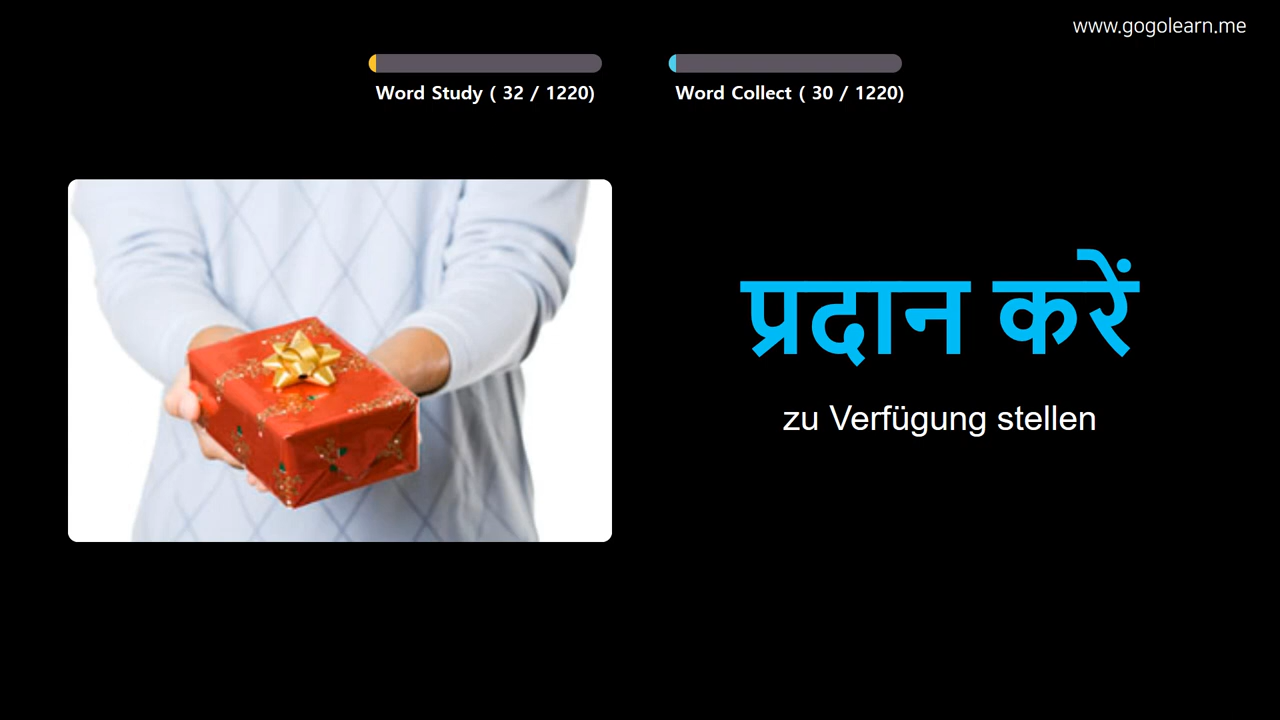 www.gogolearn.me
Word Study ( 32 / 1220)
Word Collect ( 30 / 1220)
प्रदान करें
zu Verfügung stellen